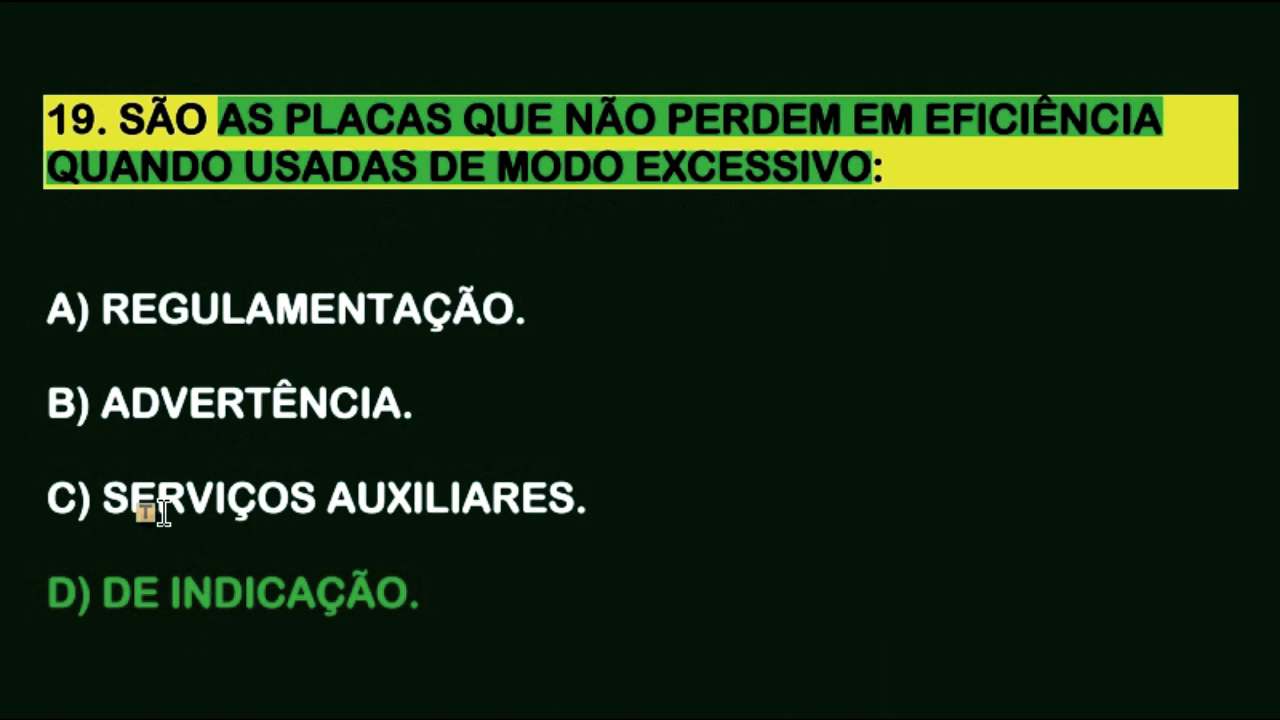 19. SÃO AS PLACAS QUE NÃO PERDEM EM EFICIÊNCIA
QUANDO USADAS DE MODO EXCESSIVO:
A) REGULAMENTAÇÃO.
B) ADVERTÊNCIA.
C) SERVIÇOS AUXILIARES.
T
D) DE INDICAÇÃO.